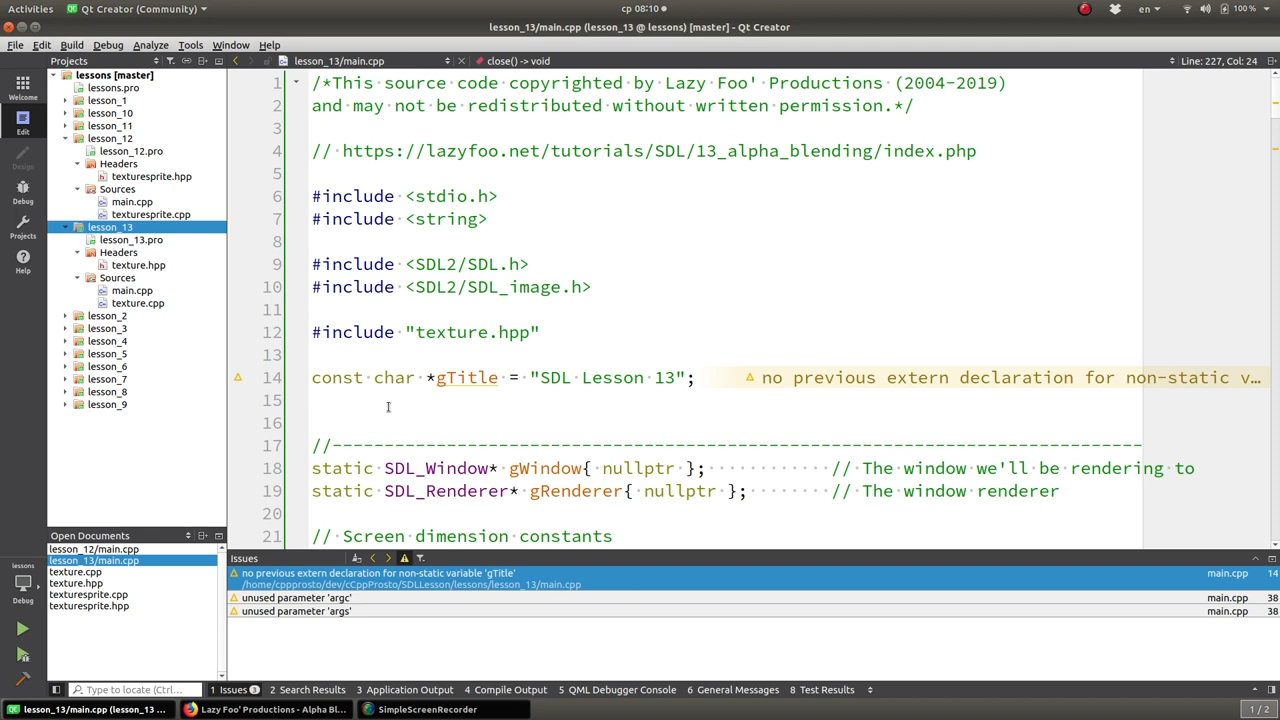 Activities
Qt Creator (Community)
ср 08:10
en
100 %
lesson_13/main.cpp (lesson_13 @ lessons) [master] - Qt Creator
File Edit Build Debug Analyze Tools Window Help
Projects
lesson_13/main.cpp
close() -> void
Line: 227, Col: 24
Welcome
Edit
Design
Debug
Projects
Help
lessons
Debug
lessons [master]
lessons.pro
lesson_1
lesson_10
lesson_11
lesson_12
lesson_12.pro
Headers
texturesprite.hpp
Sources
main.cpp
texturesprite.cpp
lesson_13
lesson_13.pro
Headers
texture.hpp
Sources
main.cpp
texture.cpp
lesson_2
lesson_3
lesson_4
lesson_5
lesson_6
lesson_7
lesson_8
lesson_9
Open Documents
lesson_12/main.cpp
lesson_13/main.cpp
texture.cpp
texture.hpp
texturesprite.cpp
texturesprite.hpp
1 /*This source code copyrighted by Lazy Foo' Productions (2004-2019)
2 and may not be redistributed without written permission.*/
3
4 // https://lazyfoo.net/tutorials/SDL/13_alpha_blending/index.php
5
6 #include <stdio.h>
7 #include <string>
8
9 #include <SDL2/SDL.h>
10 #include <SDL2/SDL_image.h>
11
12 #include "texture.hpp"
13
14 const char *gTitle = "SDL Lesson 13"; no previous extern declaration for non-static v…
15
16
17 //------------------------------------------------------------------------------
18 static SDL_Window* gWindow{ nullptr }; // The window we'll be rendering to
19 static SDL_Renderer* gRenderer{ nullptr }; // The window renderer
20
21 // Screen dimension constants
Issues
no previous extern declaration for non-static variable 'gTitle' main.cpp 14
/home/cppprosto/dev/cCppProsto/SDLLesson/lessons/lesson_13/main.cpp
unused parameter 'argc' main.cpp 38
unused parameter 'args' main.cpp 38
Type to locate (Ctrl+K)
1 Issues 3
2 Search Results
3 Application Output
4 Compile Output
5 QML Debugger Console
6 General Messages
8 Test Results
lesson_13/main.cpp (lesson_13 ...
Lazy Foo' Productions - Alpha Bl...
SimpleScreenRecorder
1 / 2